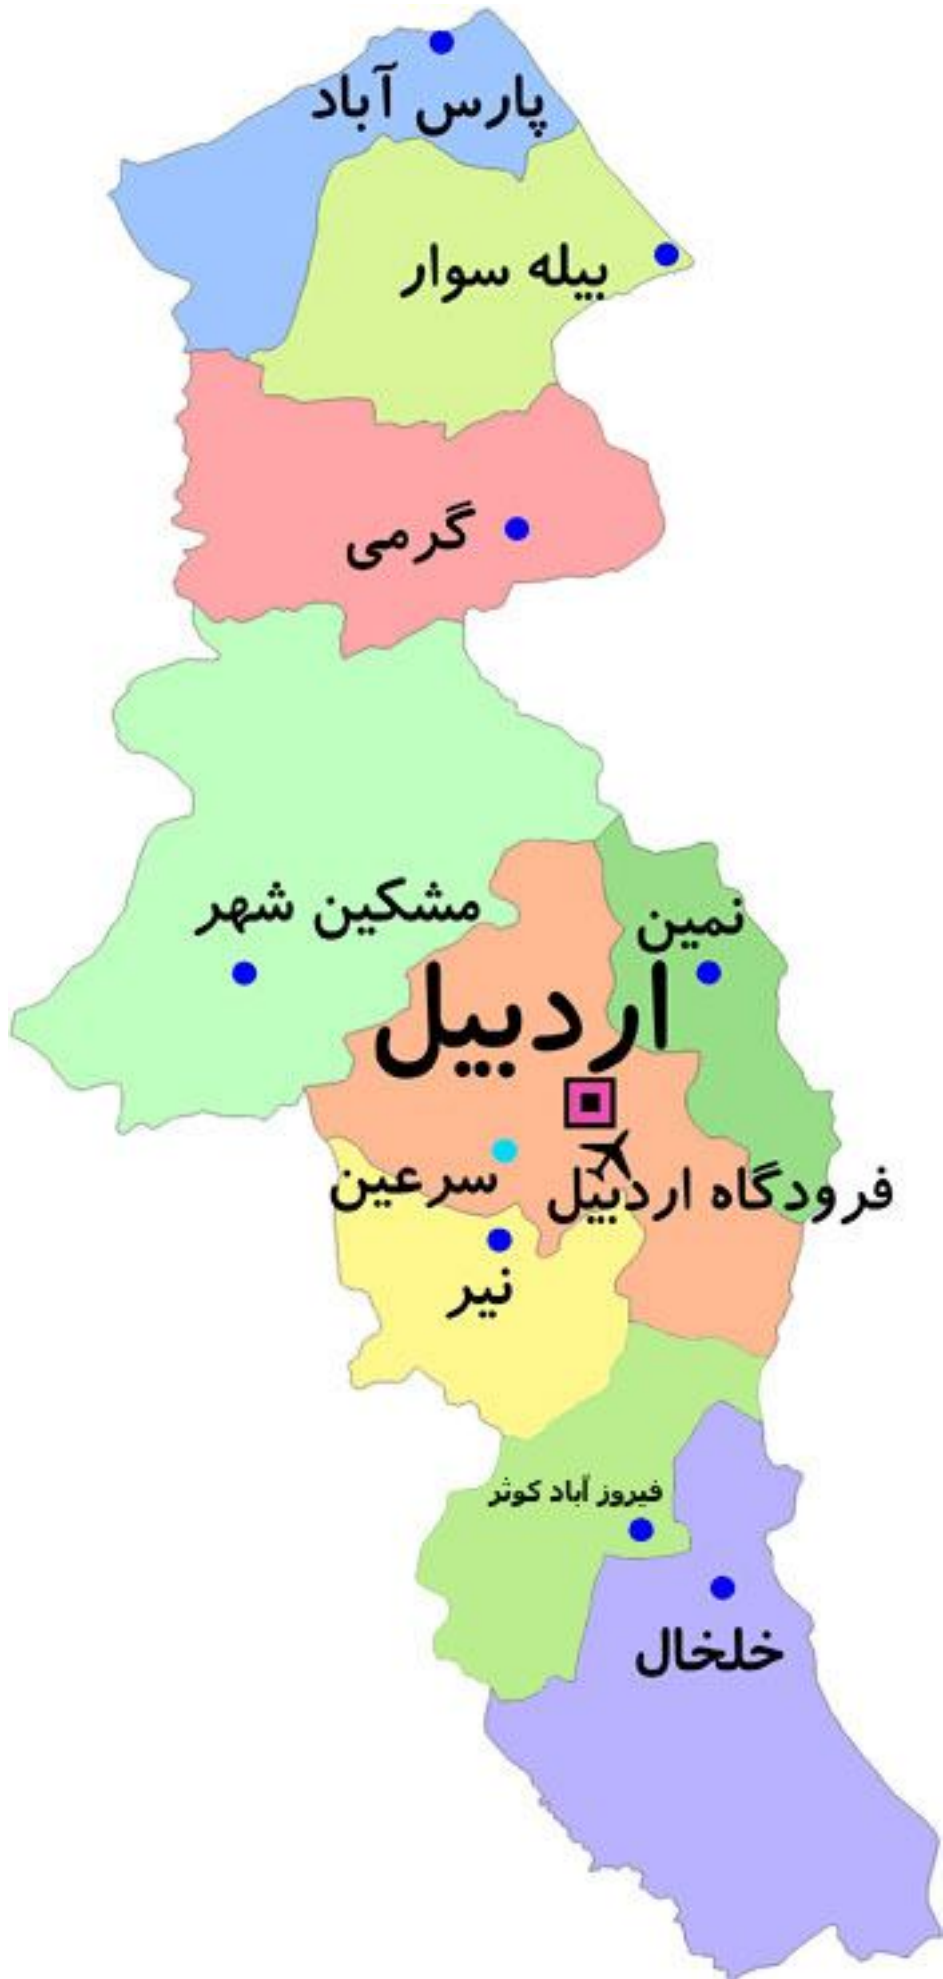 پارس آباد
بیله سوار
گرمی
مشکین شهر
نمین
اردبیل
سرعین
فرودگاه اردبیل
نیر
فیروز آباد کوثر
خلخال